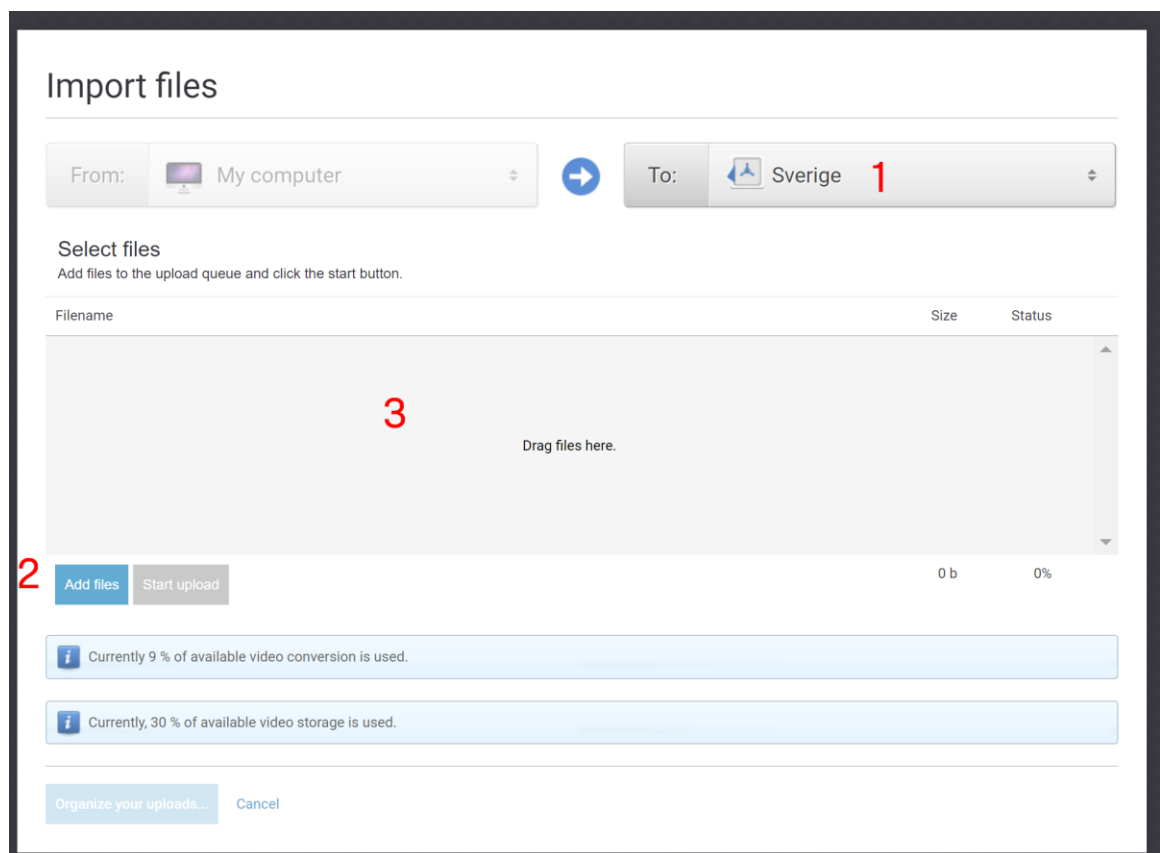 Import files
From: My computer To: Sverige 1
Select files
Add files to the upload queue and click the start button.
Filename Size Status
3
Drag files here.
2 Add files Start upload 0 b 0%
i Currently 9 % of available video conversion is used.
i Currently, 30 % of available video storage is used.
Organize your uploads... Cancel